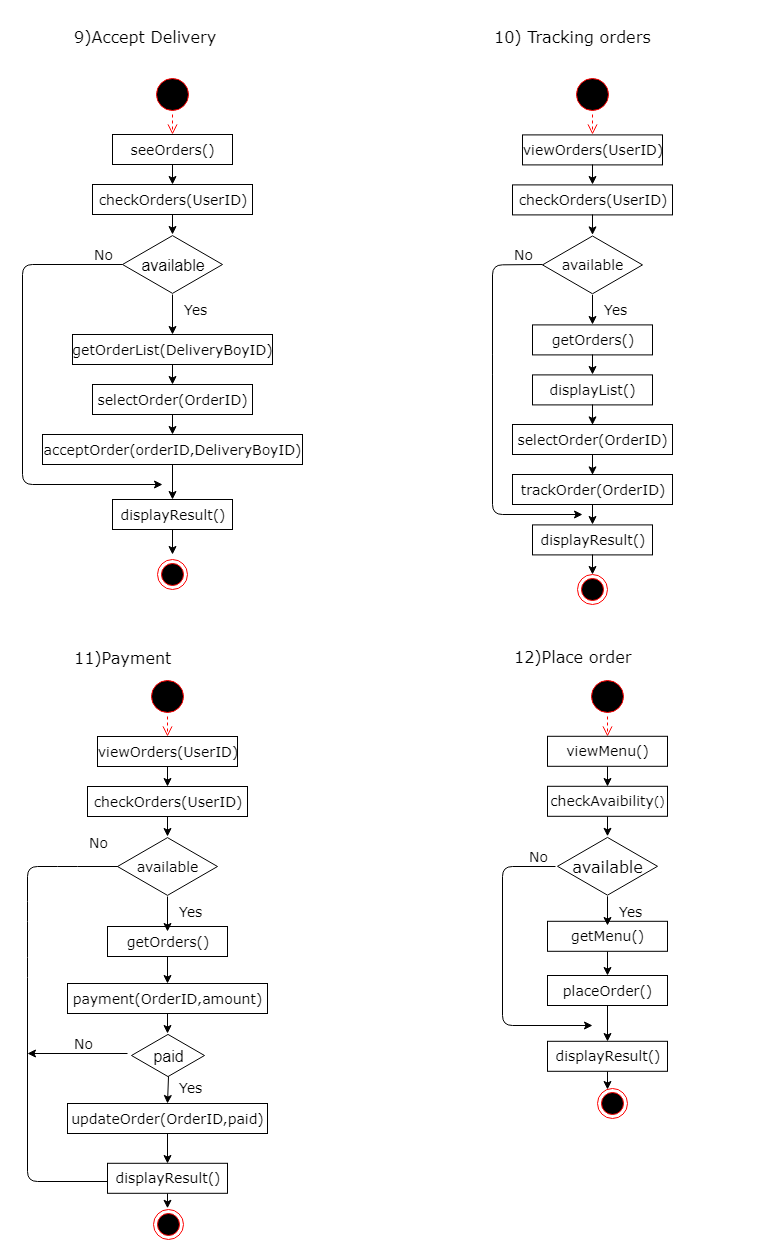 9)Accept Delivery
seeOrders()
checkOrders(UserID)
No
available
Yes
getOrderList(DeliveryBoyID)
selectOrder(OrderID)
acceptOrder(orderID,DeliveryBoyID)
displayResult()
10) Tracking orders
viewOrders(UserID)
checkOrders(UserID)
No
available
Yes
getOrders()
displayList()
selectOrder(OrderID)
trackOrder(OrderID)
displayResult()
11)Payment
viewOrders(UserID)
checkOrders(UserID)
No
available
Yes
getOrders()
payment(OrderID,amount)
No
paid
Yes
updateOrder(OrderID,paid)
displayResult()
12)Place order
viewMenu()
checkAvaibility()
No
available
Yes
getMenu()
placeOrder()
displayResult()